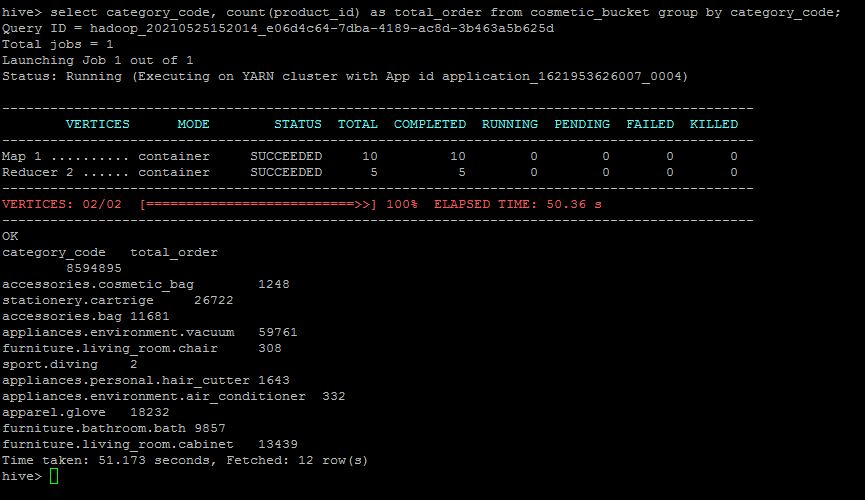 hive> select category_code, count(product_id) as total_order from cosmetic_bucket group by category_code;
Query ID = hadoop_20210525152014_e06d4c64-7dba-4189-ac8d-3b463a5b625d
Total jobs = 1
Launching Job 1 out of 1
Status: Running (Executing on YARN cluster with App id application_1621953626007_0004)
----------------------------------------------------------------------------------------------
        VERTICES      MODE        STATUS  TOTAL  COMPLETED  RUNNING  PENDING  FAILED  KILLED
----------------------------------------------------------------------------------------------
Map 1 .......... container     SUCCEEDED     10         10        0        0       0       0
Reducer 2 ...... container     SUCCEEDED      5          5        0        0       0       0
----------------------------------------------------------------------------------------------
VERTICES: 02/02  [==========================>>] 100%  ELAPSED TIME: 50.36 s
----------------------------------------------------------------------------------------------
OK
category_code   total_order
        8594895
accessories.cosmetic_bag        1248
stationery.cartrige     26722
accessories.bag 11681
appliances.environment.vacuum   59761
furniture.living_room.chair     308
sport.diving    2
appliances.personal.hair_cutter 1643
appliances.environment.air_conditioner  332
apparel.glove   18232
furniture.bathroom.bath 9857
furniture.living_room.cabinet   13439
Time taken: 51.173 seconds, Fetched: 12 row(s)
hive>